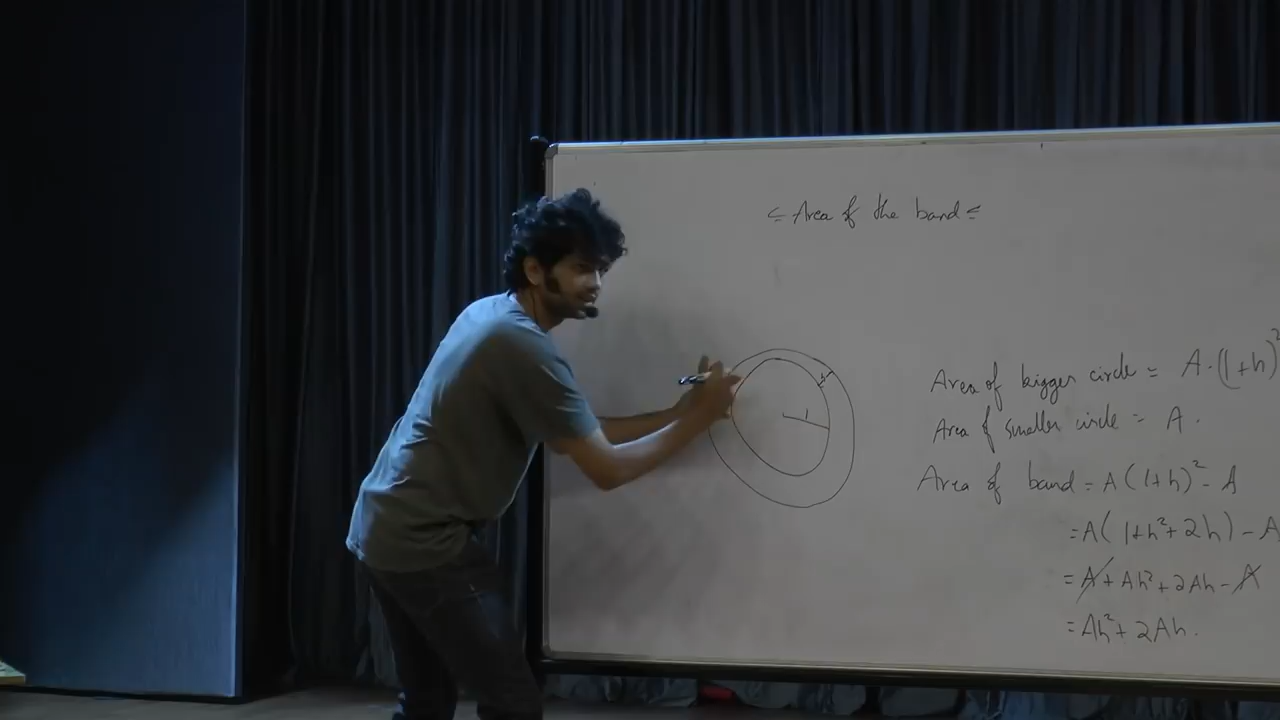 ≤ Area of the band ≤
h
1
Area of bigger circle = A·(1+h)²
Area of smaller circle = A.
Area of band = A(1+h)² - A
= A(1+h²+2h) - A
= A + Ah² + 2Ah - A
= Ah² + 2Ah.